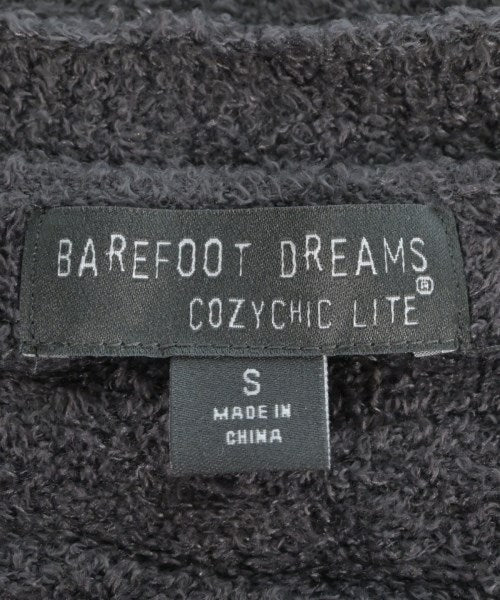 BAREFOOT DREAMS
COZYCHIC LITE®
S
MADE IN
CHINA